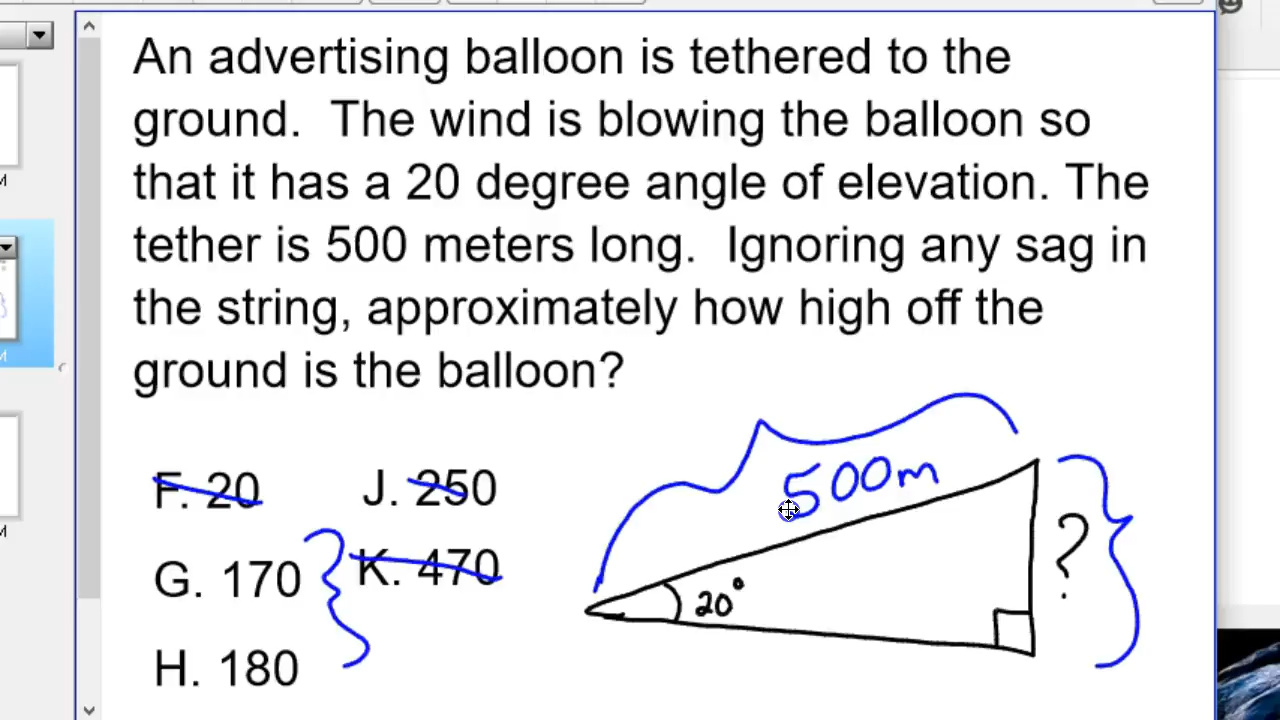 An advertising balloon is tethered to the
ground. The wind is blowing the balloon so
that it has a 20 degree angle of elevation. The
tether is 500 meters long. Ignoring any sag in
the string, approximately how high off the
ground is the balloon?
F. 20
J. 250
G. 170
K. 470
H. 180
500m
20°
?
M
M
M